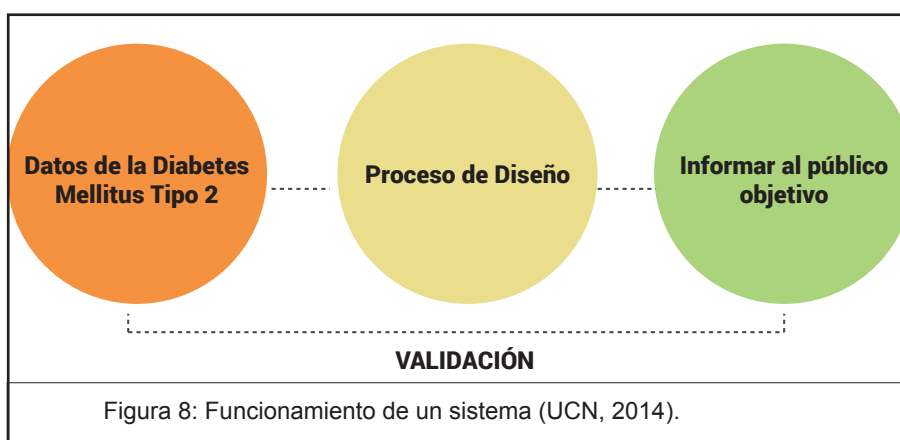 Datos de la Diabetes
Mellitus Tipo 2
Proceso de Diseño
Informar al público
objetivo
VALIDACIÓN
Figura 8: Funcionamiento de un sistema (UCN, 2014).